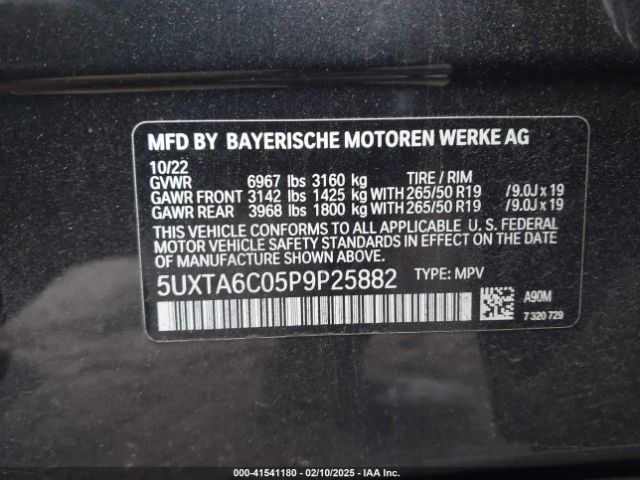 MFD BY BAYERISCHE MOTOREN WERKE AG
10/22
GVWR 6967 lbs 3160 kg TIRE / RIM
GAWR FRONT 3142 lbs 1425 kg WITH 265/50 R19 /9.0J x 19
GAWR REAR 3968 lbs 1800 kg WITH 265/50 R19 /9.0J x 19
THIS VEHICLE CONFORMS TO ALL APPLICABLE U.S. FEDERAL
MOTOR VEHICLE SAFETY STANDARDS IN EFFECT ON THE DATE OF
MANUFACTURE SHOWN ABOVE.
5UXTA6C05P9P25882 TYPE: MPV
A90M
7 320 729
000-41541180 - 02/10/2025 - IAA Inc.